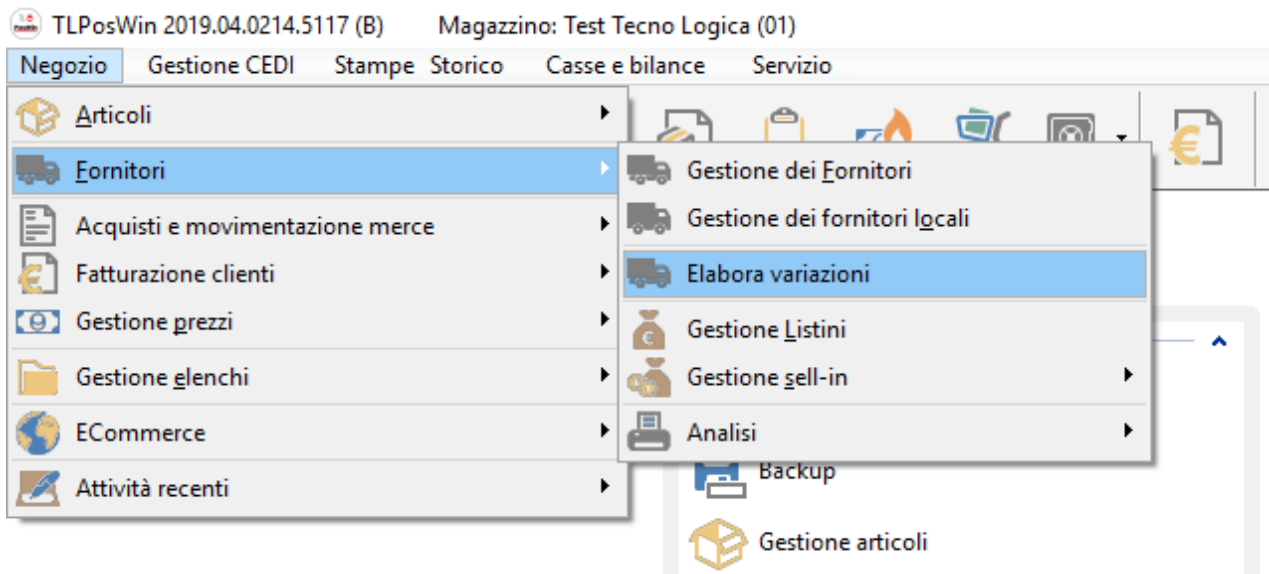 TLPosWin 2019.04.0214.5117 (B) Magazzino: Test Tecno Logica (01)
Negozio Gestione CEDI Stampe Storico Casse e bilance Servizio
Articoli
Fornitori
Acquisti e movimentazione merce
Fatturazione clienti
Gestione prezzi
Gestione elenchi
ECommerce
Attività recenti
Gestione dei Fornitori
Gestione dei fornitori locali
Elabora variazioni
Gestione Listini
Gestione sell-in
Analisi
Backup
Gestione articoli